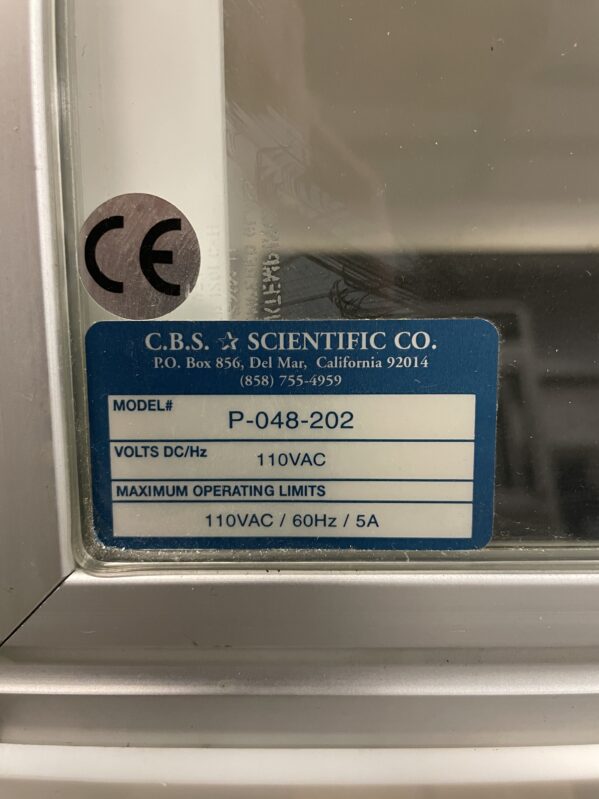 CE
C.B.S. ☆ SCIENTIFIC CO.
P.O. Box 856, Del Mar, California 92014
(858) 755-4959
MODEL#
P-048-202
VOLTS DC/Hz
110VAC
MAXIMUM OPERATING LIMITS
110VAC / 60Hz / 5A